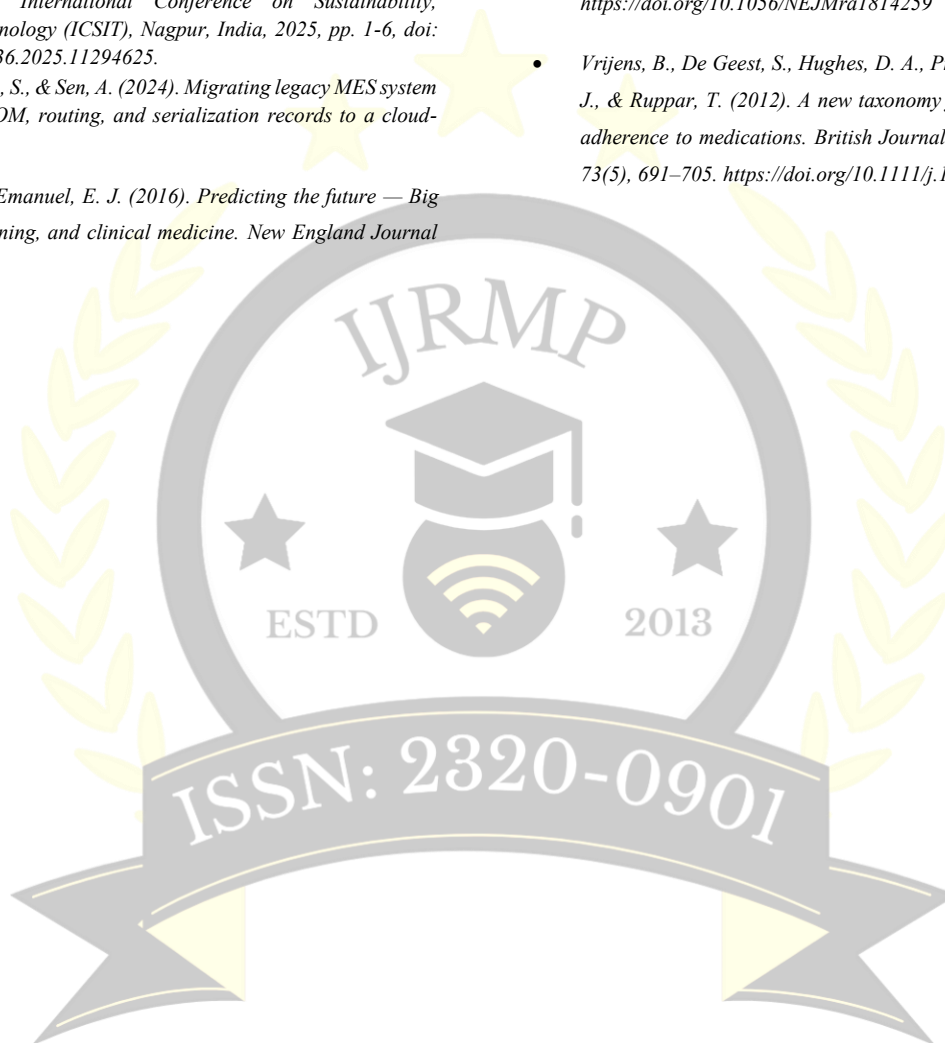 International Conference on Sustainability,
nology (ICSIT), Nagpur, India, 2025, pp. 1-6, doi:
36.2025.11294625.
, S., & Sen, A. (2024). Migrating legacy MES system
OM, routing, and serialization records to a cloud-
Emanuel, E. J. (2016). Predicting the future — Big
ning, and clinical medicine. New England Journal
https://doi.org/10.1056/NEJMra1814259
• Vrijens, B., De Geest, S., Hughes, D. A., P
J., & Ruppar, T. (2012). A new taxonomy
adherence to medications. British Journal
73(5), 691–705. https://doi.org/10.1111/j.1
IJRMP
ESTD 2013
ISSN: 2320-0901